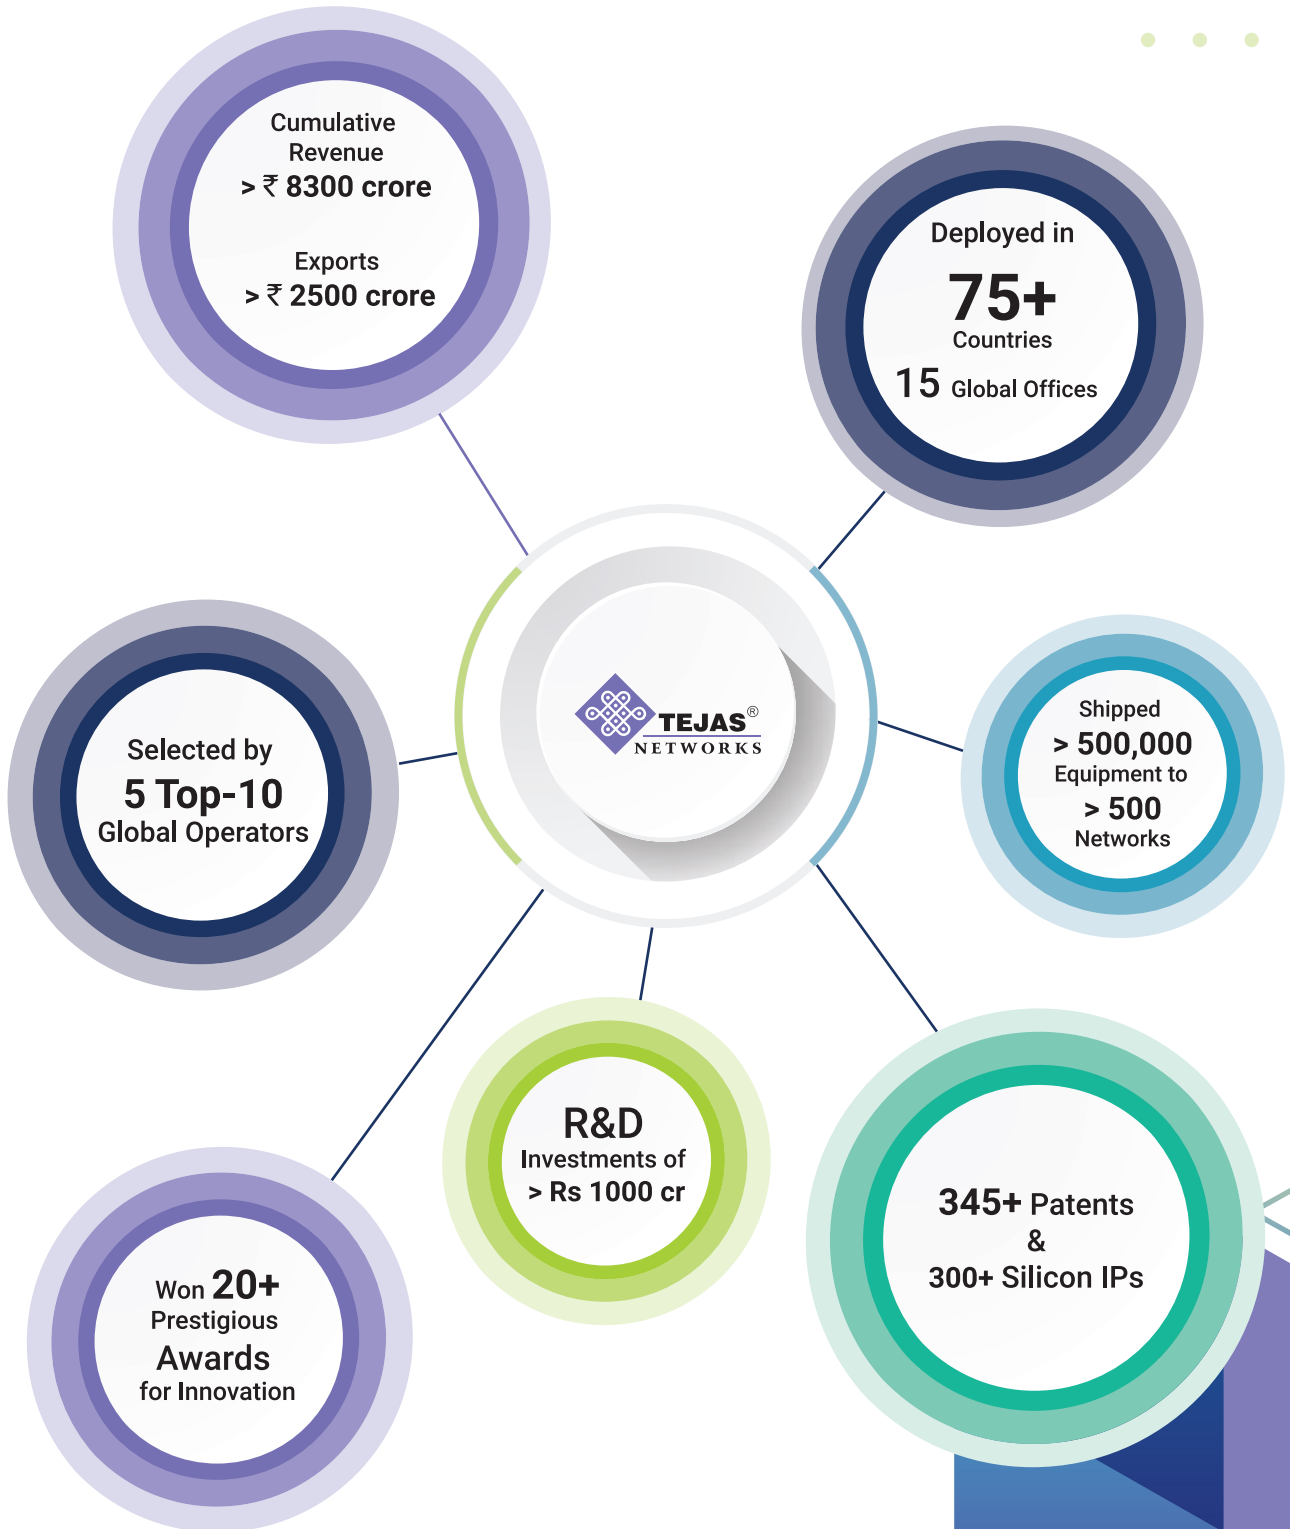 Cumulative
Revenue
> ₹ 8300 crore
Exports
> ₹ 2500 crore
Deployed in
75+
Countries
15 Global Offices
TEJAS®
NETWORKS
Selected by
5 Top-10
Global Operators
Shipped
> 500,000
Equipment to
> 500
Networks
R&D
Investments of
> Rs 1000 cr
345+ Patents
&
300+ Silicon IPs
Won 20+
Prestigious
Awards
for Innovation